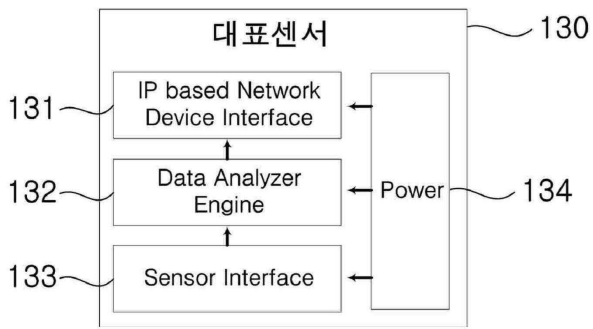 대표센서
130
131
IP based Network
Device Interface
132
Data Analyzer
Engine
Power
134
133
Sensor Interface